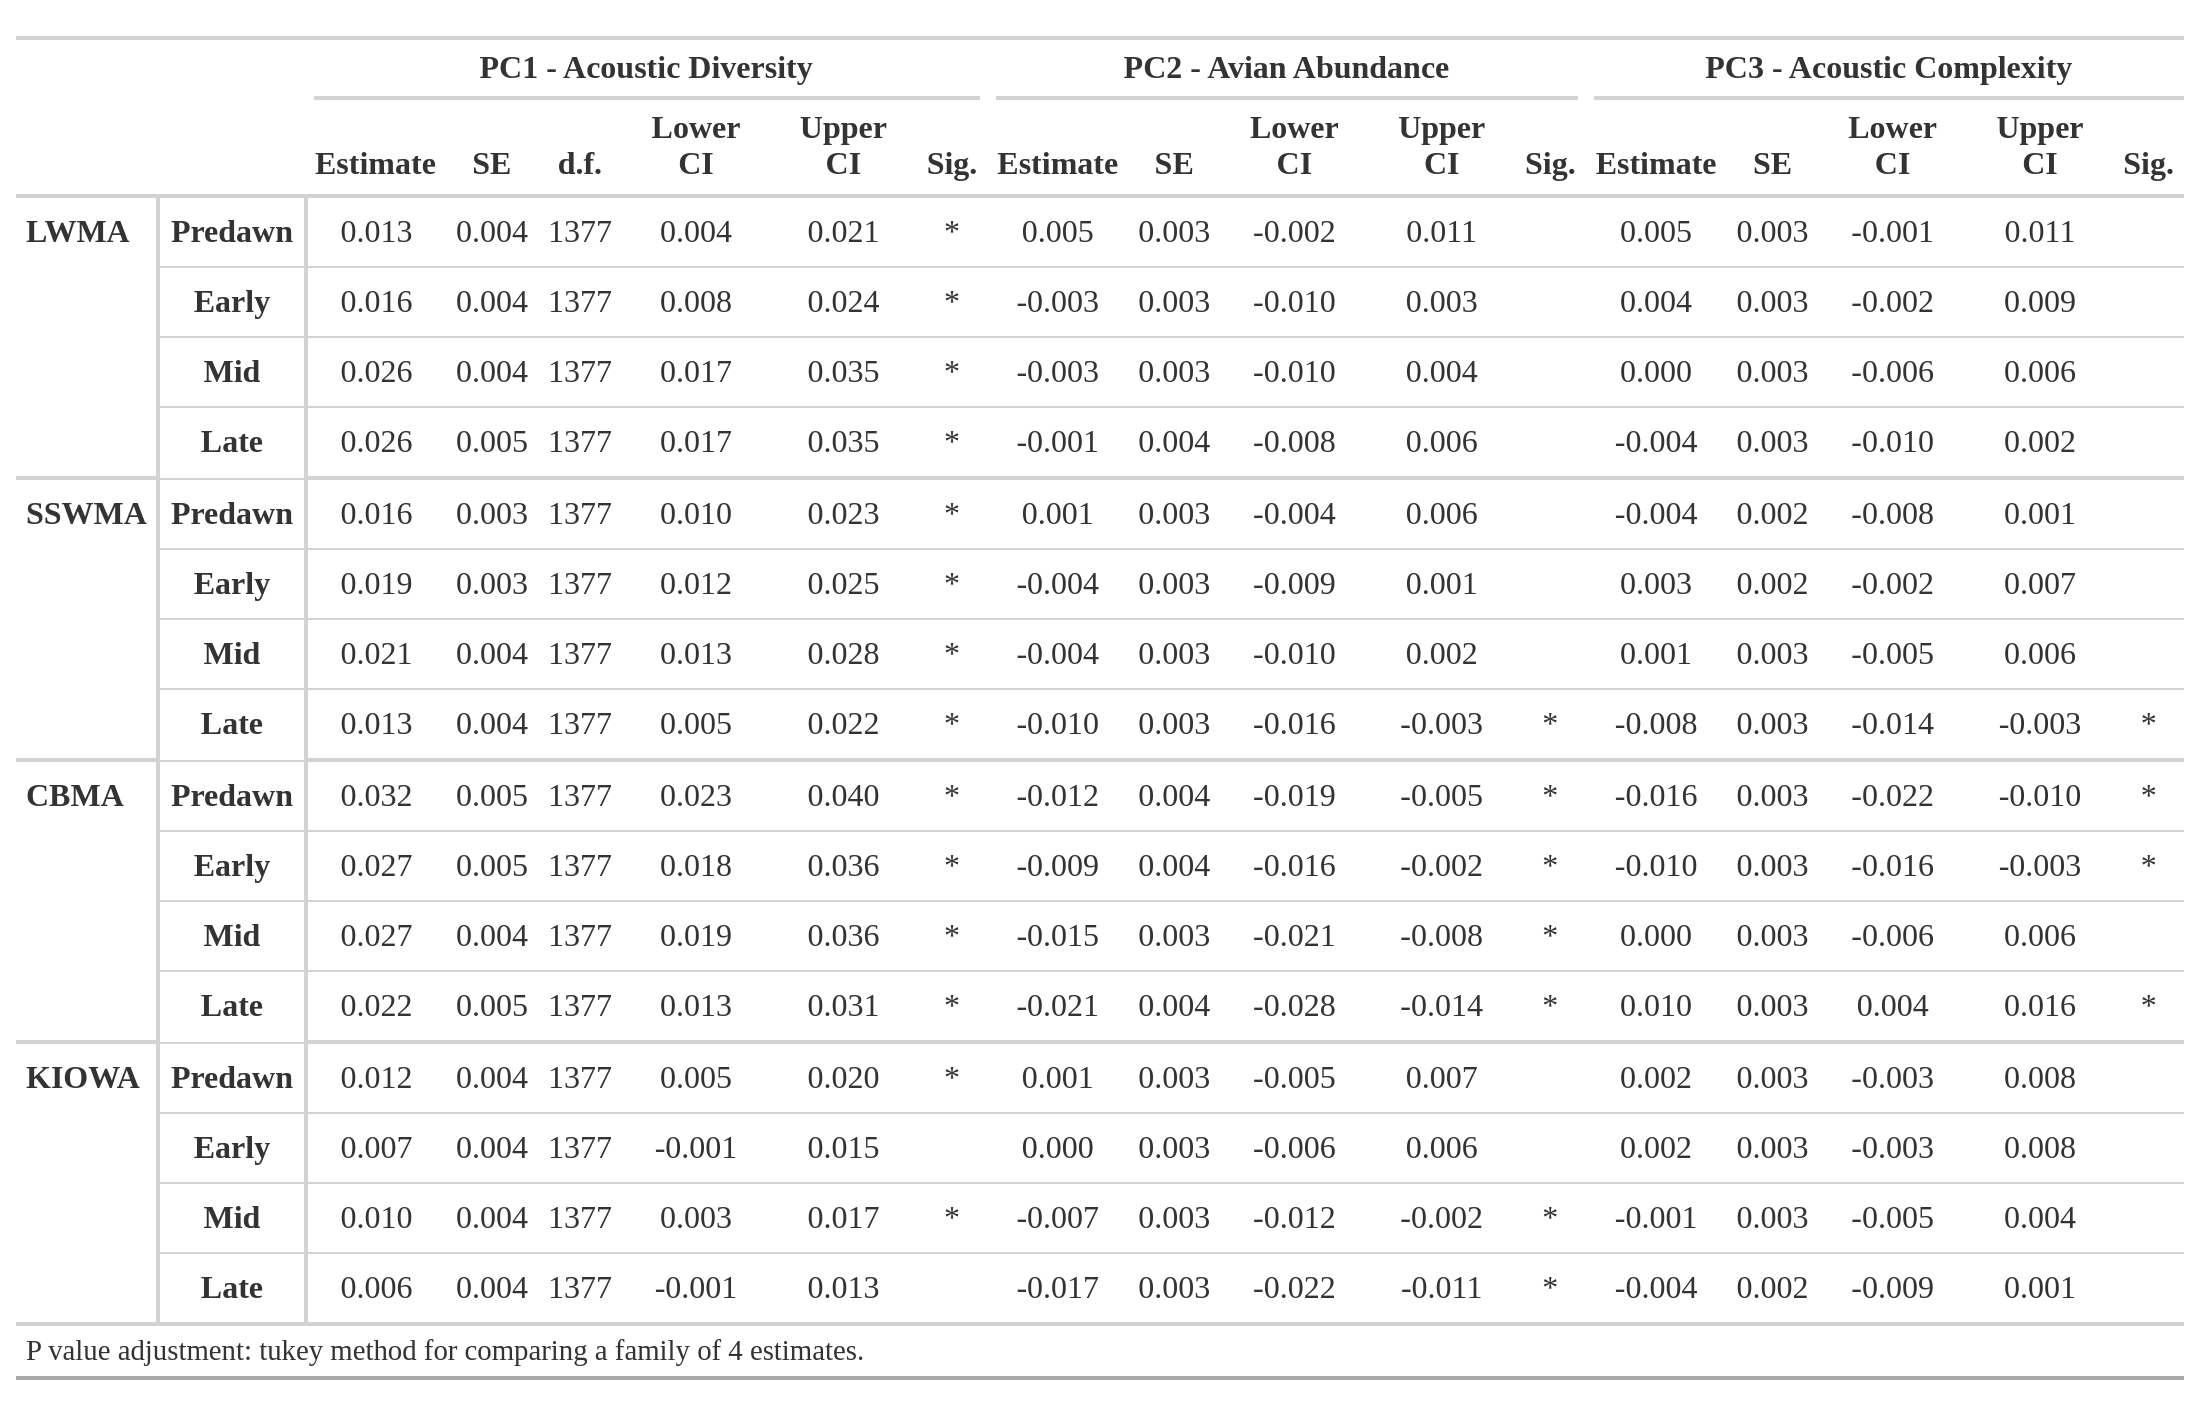 PC1 - Acoustic Diversity PC2 - Avian Abundance PC3 - Acoustic Complexity
Estimate SE d.f. Lower CI Upper CI Sig. Estimate SE Lower CI Upper CI Sig. Estimate SE Lower CI Upper CI Sig.
LWMA Predawn 0.013 0.004 1377 0.004 0.021 * 0.005 0.003 -0.002 0.011 0.005 0.003 -0.001 0.011
Early 0.016 0.004 1377 0.008 0.024 * -0.003 0.003 -0.010 0.003 0.004 0.003 -0.002 0.009
Mid 0.026 0.004 1377 0.017 0.035 * -0.003 0.003 -0.010 0.004 0.000 0.003 -0.006 0.006
Late 0.026 0.005 1377 0.017 0.035 * -0.001 0.004 -0.008 0.006 -0.004 0.003 -0.010 0.002
SSWMA Predawn 0.016 0.003 1377 0.010 0.023 * 0.001 0.003 -0.004 0.006 -0.004 0.002 -0.008 0.001
Early 0.019 0.003 1377 0.012 0.025 * -0.004 0.003 -0.009 0.001 0.003 0.002 -0.002 0.007
Mid 0.021 0.004 1377 0.013 0.028 * -0.004 0.003 -0.010 0.002 0.001 0.003 -0.005 0.006
Late 0.013 0.004 1377 0.005 0.022 * -0.010 0.003 -0.016 -0.003 * -0.008 0.003 -0.014 -0.003 *
CBMA Predawn 0.032 0.005 1377 0.023 0.040 * -0.012 0.004 -0.019 -0.005 * -0.016 0.003 -0.022 -0.010 *
Early 0.027 0.005 1377 0.018 0.036 * -0.009 0.004 -0.016 -0.002 * -0.010 0.003 -0.016 -0.003 *
Mid 0.027 0.004 1377 0.019 0.036 * -0.015 0.003 -0.021 -0.008 * 0.000 0.003 -0.006 0.006
Late 0.022 0.005 1377 0.013 0.031 * -0.021 0.004 -0.028 -0.014 * 0.010 0.003 0.004 0.016 *
KIOWA Predawn 0.012 0.004 1377 0.005 0.020 * 0.001 0.003 -0.005 0.007 0.002 0.003 -0.003 0.008
Early 0.007 0.004 1377 -0.001 0.015 0.000 0.003 -0.006 0.006 0.002 0.003 -0.003 0.008
Mid 0.010 0.004 1377 0.003 0.017 * -0.007 0.003 -0.012 -0.002 * -0.001 0.003 -0.005 0.004
Late 0.006 0.004 1377 -0.001 0.013 -0.017 0.003 -0.022 -0.011 * -0.004 0.002 -0.009 0.001
P value adjustment: tukey method for comparing a family of 4 estimates.